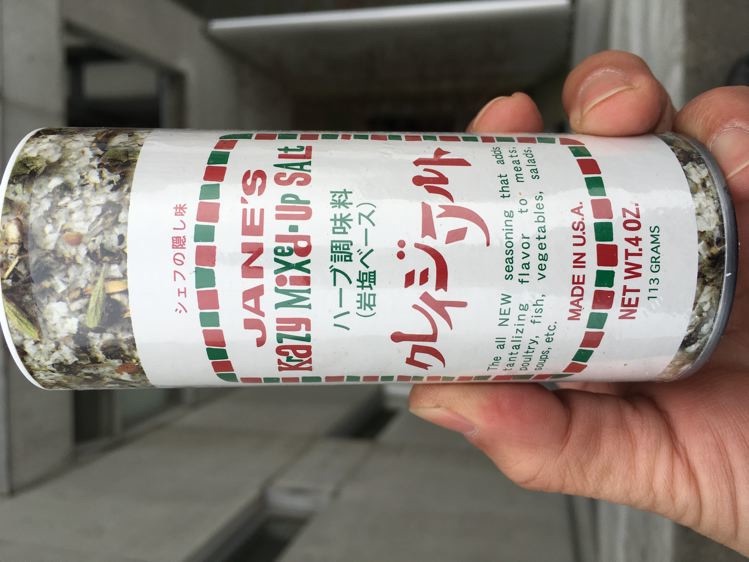 シェフの隠し味
JANE'S
KRaZY MiXed-UP SALt
ハーブ調味料
(岩塩ベース)
クレイジーソルト
The all NEW seasoning that adds
tantalizing flavor to meats,
poultry, fish, vegetables, salads,
soups, etc.
MADE IN U.S.A.
NET WT.4 OZ.
113 GRAMS